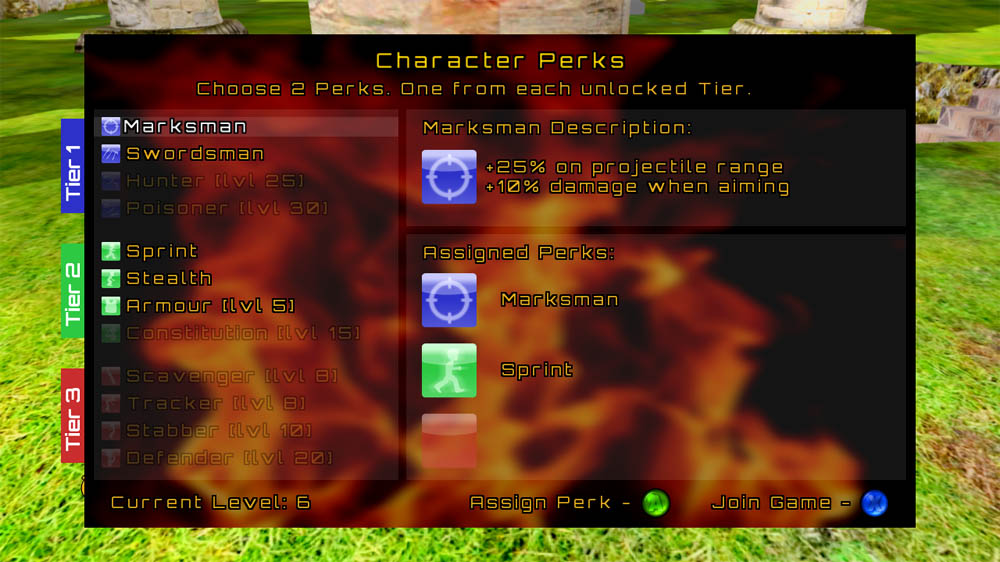 Character Perks
Choose 2 Perks. One from each unlocked Tier.
Tier 1
Marksman
Swordsman
Hunter [lvl 25]
Poisoner [lvl 30]
Tier 2
Sprint
Stealth
Armour [lvl 5]
Constitution [lvl 15]
Tier 3
Scavenger [lvl 8]
Tracker [lvl 8]
Stabber [lvl 10]
Defender [lvl 20]
Marksman Description:
+25% on projectile range
+10% damage when aiming
Assigned Perks:
Marksman
Sprint
Current Level: 6
Assign Perk - A
Join Game - X